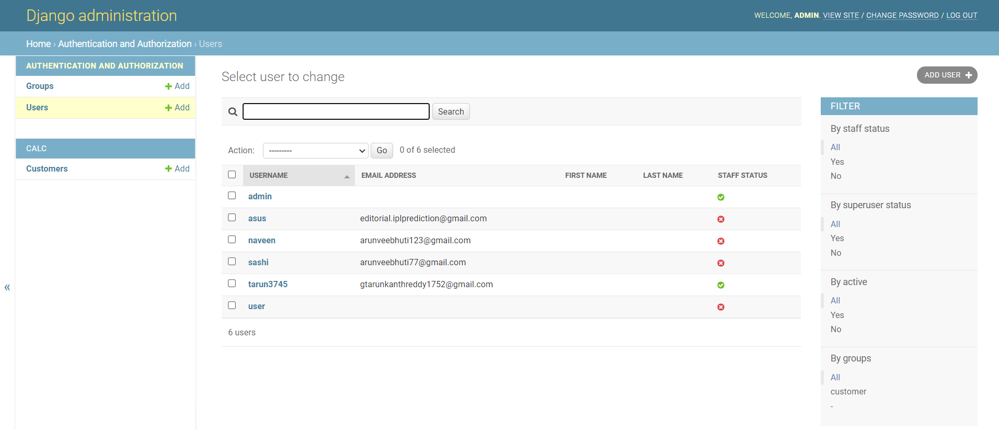 Django administration
WELCOME, ADMIN. VIEW SITE / CHANGE PASSWORD / LOG OUT
Home › Authentication and Authorization › Users
AUTHENTICATION AND AUTHORIZATION
Groups Add
Users Add
CALC
Customers Add
«
Select user to change
ADD USER
Search
Action: --------- Go 0 of 6 selected
USERNAME EMAIL ADDRESS FIRST NAME LAST NAME STAFF STATUS
admin
asus editorial.iplprediction@gmail.com
naveen arunveebhuti123@gmail.com
sashi arunveebhuti77@gmail.com
tarun3745 gtarunkanthreddy1752@gmail.com
user
6 users
FILTER
By staff status
All
Yes
No
By superuser status
All
Yes
No
By active
All
Yes
No
By groups
All
customer
-